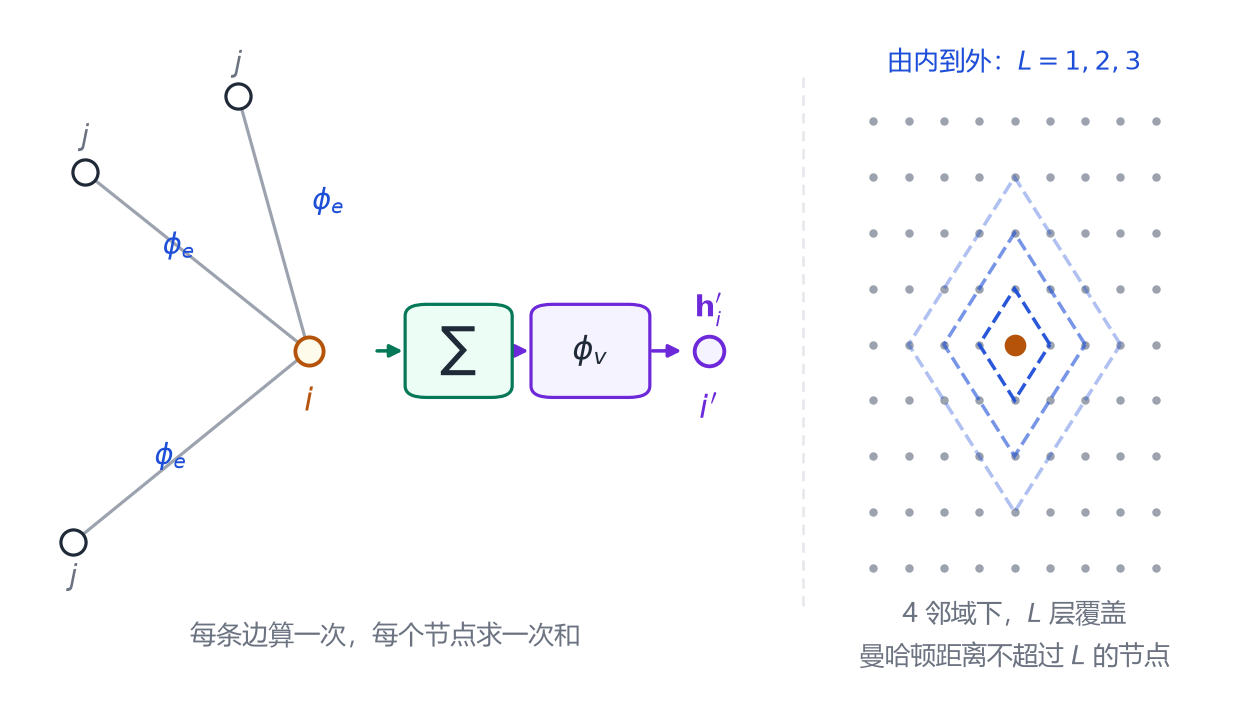 j
j
ϕₑ
ϕₑ
ϕₑ
j
i
∑
ϕᵥ
𝐡′ᵢ
i′
每条边算一次，每个节点求一次和
由内到外：L = 1, 2, 3
4 邻域下，L 层覆盖
曼哈顿距离不超过 L 的节点